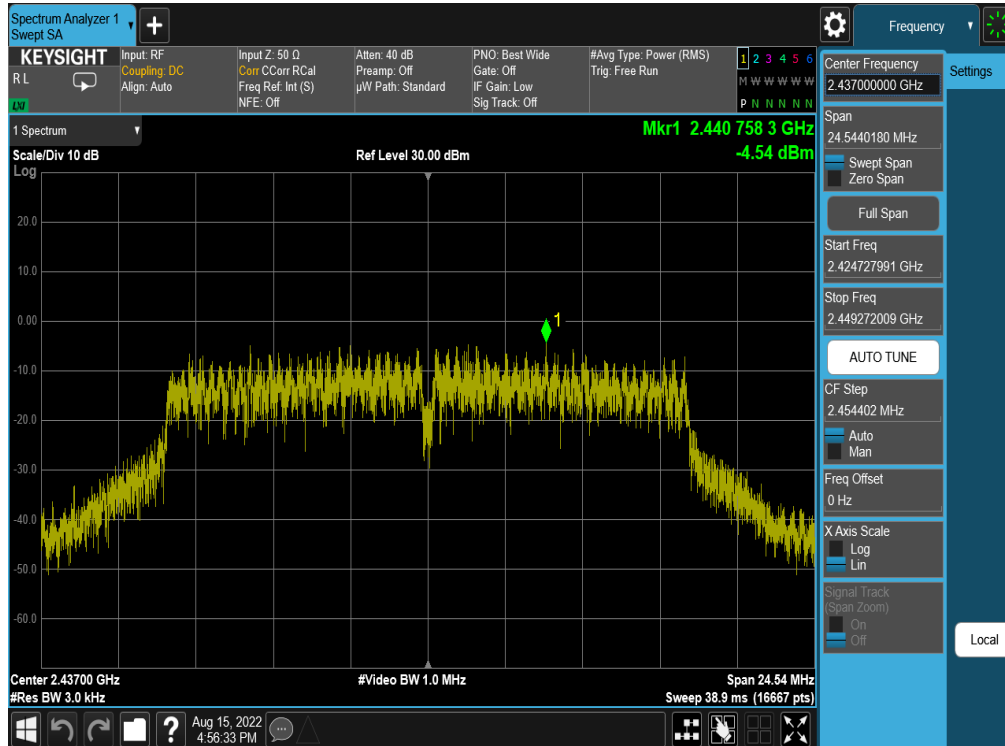 Spectrum Analyzer 1
Swept SA
+
Frequency
KEYSIGHT
R L
LXI
Input: RF
Coupling: DC
Align: Auto
Input Z: 50 Ω
Corr CCorr RCal
Freq Ref: Int (S)
NFE: Off
Atten: 40 dB
Preamp: Off
µW Path: Standard
PNO: Best Wide
Gate: Off
IF Gain: Low
Sig Track: Off
#Avg Type: Power (RMS)
Trig: Free Run
1 2 3 4 5 6
M W W W W W
P N N N N N
1 Spectrum
Scale/Div 10 dB
Log
Ref Level 30.00 dBm
Mkr1 2.440 758 3 GHz
-4.54 dBm
20.0
10.0
0.00
-10.0
-20.0
-30.0
-40.0
-50.0
-60.0
1
Center 2.43700 GHz
#Res BW 3.0 kHz
#Video BW 1.0 MHz
Span 24.54 MHz
Sweep 38.9 ms (16667 pts)
Center Frequency
2.437000000 GHz
Span
24.5440180 MHz
Swept Span
Zero Span
Full Span
Start Freq
2.424727991 GHz
Stop Freq
2.449272009 GHz
AUTO TUNE
CF Step
2.454402 MHz
Auto
Man
Freq Offset
0 Hz
X Axis Scale
Log
Lin
Signal Track
(Span Zoom)
On
Off
Settings
Local
?
Aug 15, 2022
4:56:33 PM